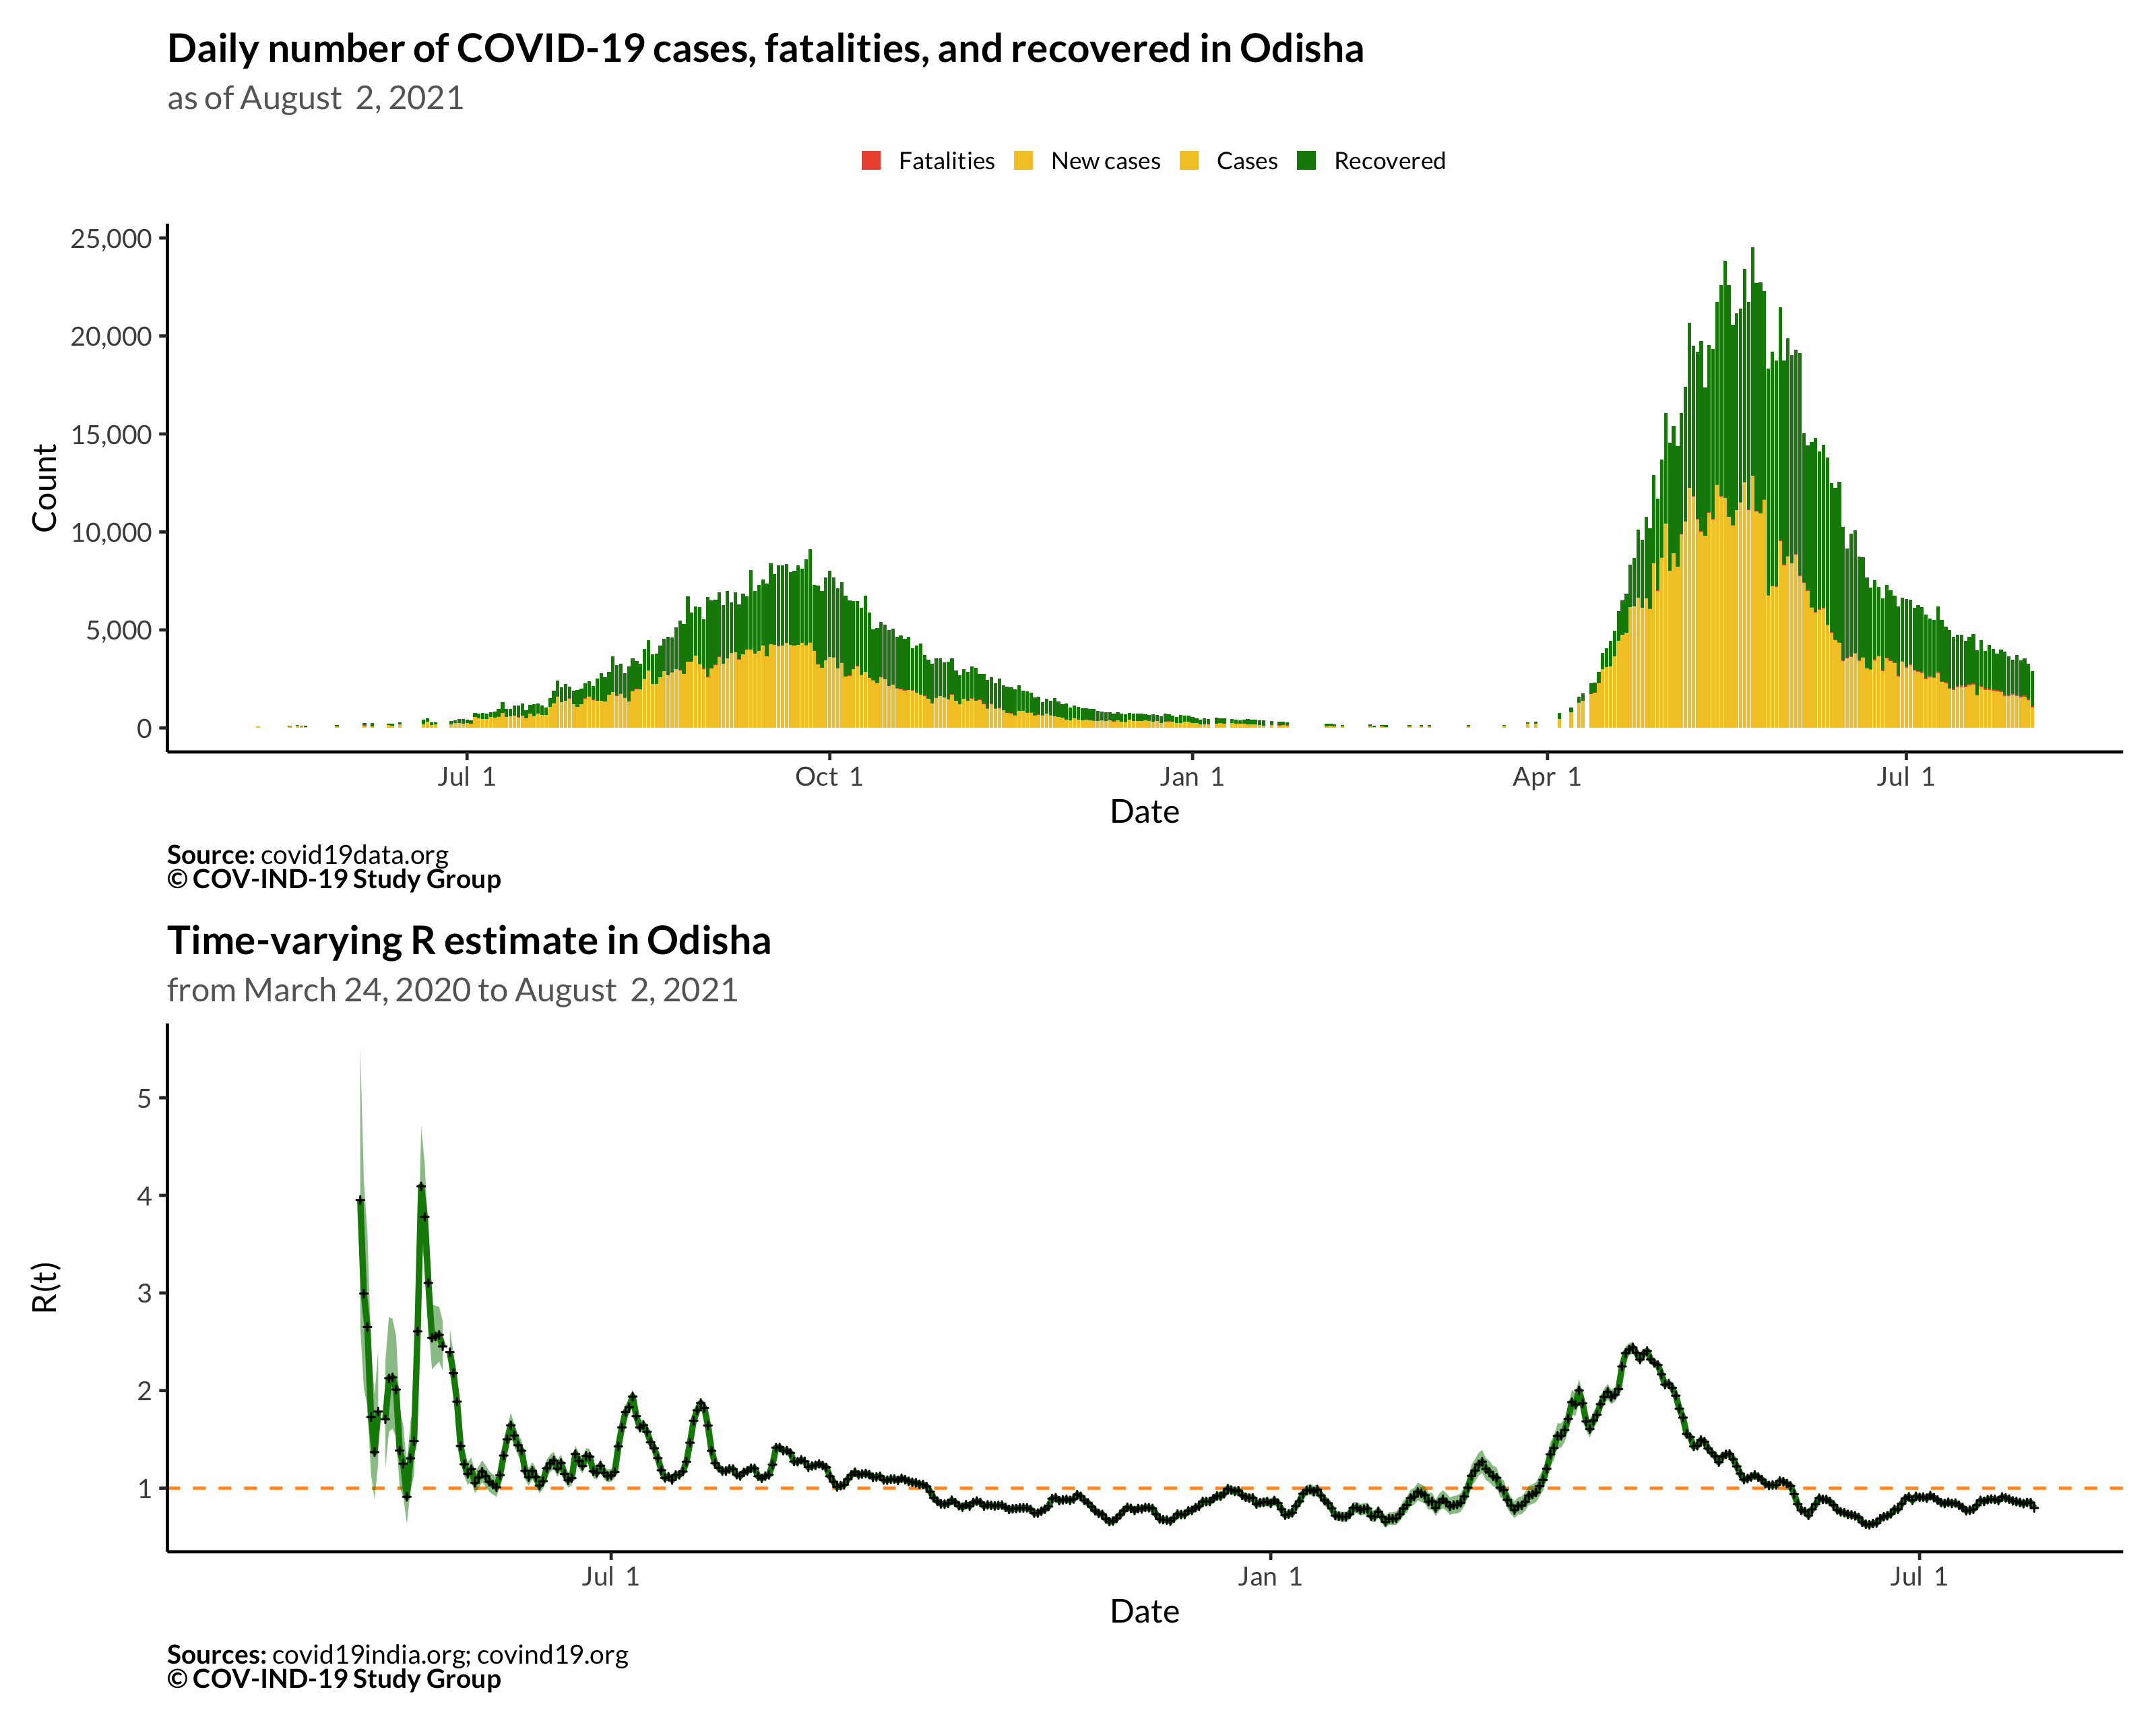 Daily number of COVID-19 cases, fatalities, and recovered in Odisha
as of August  2, 2021
Fatalities New cases Cases Recovered
25,000
20,000
15,000
10,000
5,000
0
Count
Jul  1 Oct  1 Jan  1 Apr  1 Jul  1
Date
Source: covid19data.org
© COV-IND-19 Study Group
Time-varying R estimate in Odisha
from March 24, 2020 to August  2, 2021
5
4
3
2
1
R(t)
Jul  1 Jan  1 Jul  1
Date
Sources: covid19india.org; covind19.org
© COV-IND-19 Study Group